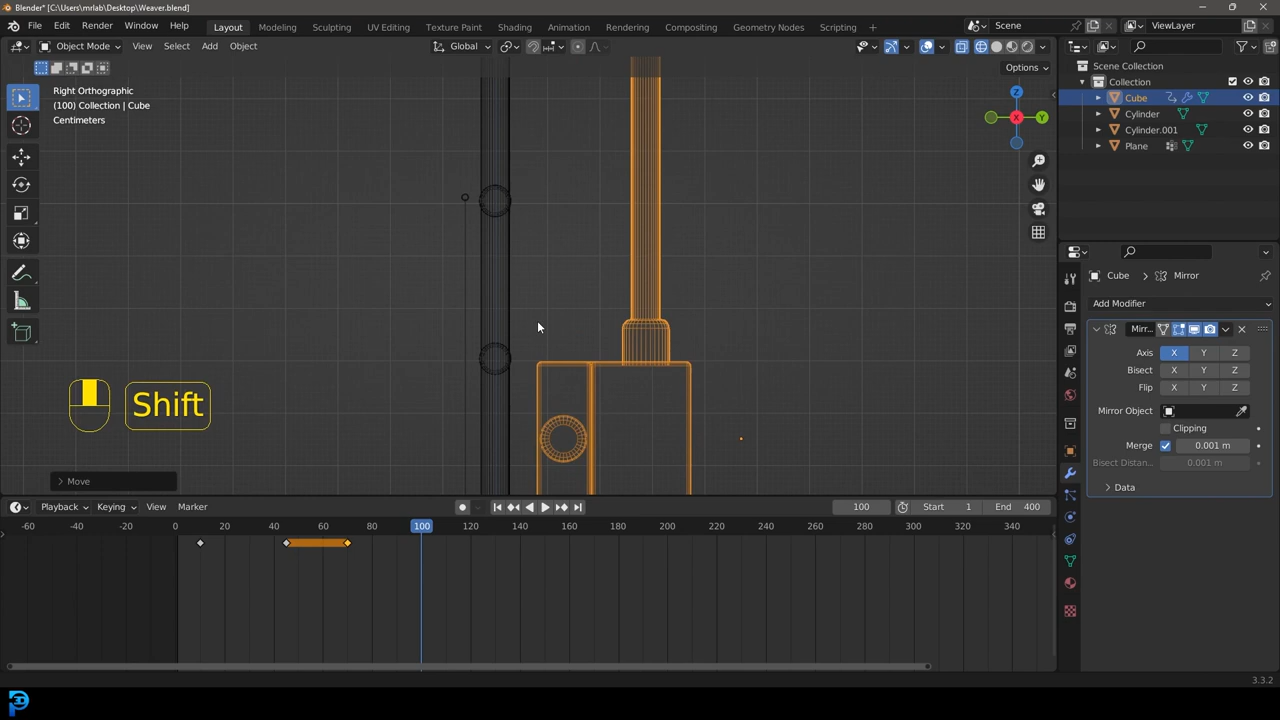 Blender* [C:\Users\mrlab\Desktop\Weaver.blend]
File Edit Render Window Help Layout Modeling Sculpting UV Editing Texture Paint Shading Animation Rendering Compositing Geometry Nodes Scripting Scene ViewLayer
Object Mode View Select Add Object Global
Options
Right Orthographic
(100) Collection | Cube
Centimeters
Z
X
Y
Scene Collection
Collection
Cube
Cylinder
Cylinder.001
Plane
Cube Mirror
Add Modifier
Mirr...
Axis X Y Z
Bisect X Y Z
Flip X Y Z
Mirror Object
Clipping
Merge 0.001 m
Bisect Distan... 0.001 m
Data
Shift
Move
Playback Keying View Marker 100 Start 1 End 400
-60 -40 -20 0 20 40 60 80 100 120 140 160 180 200 220 240 260 280 300 320 340
3.3.2